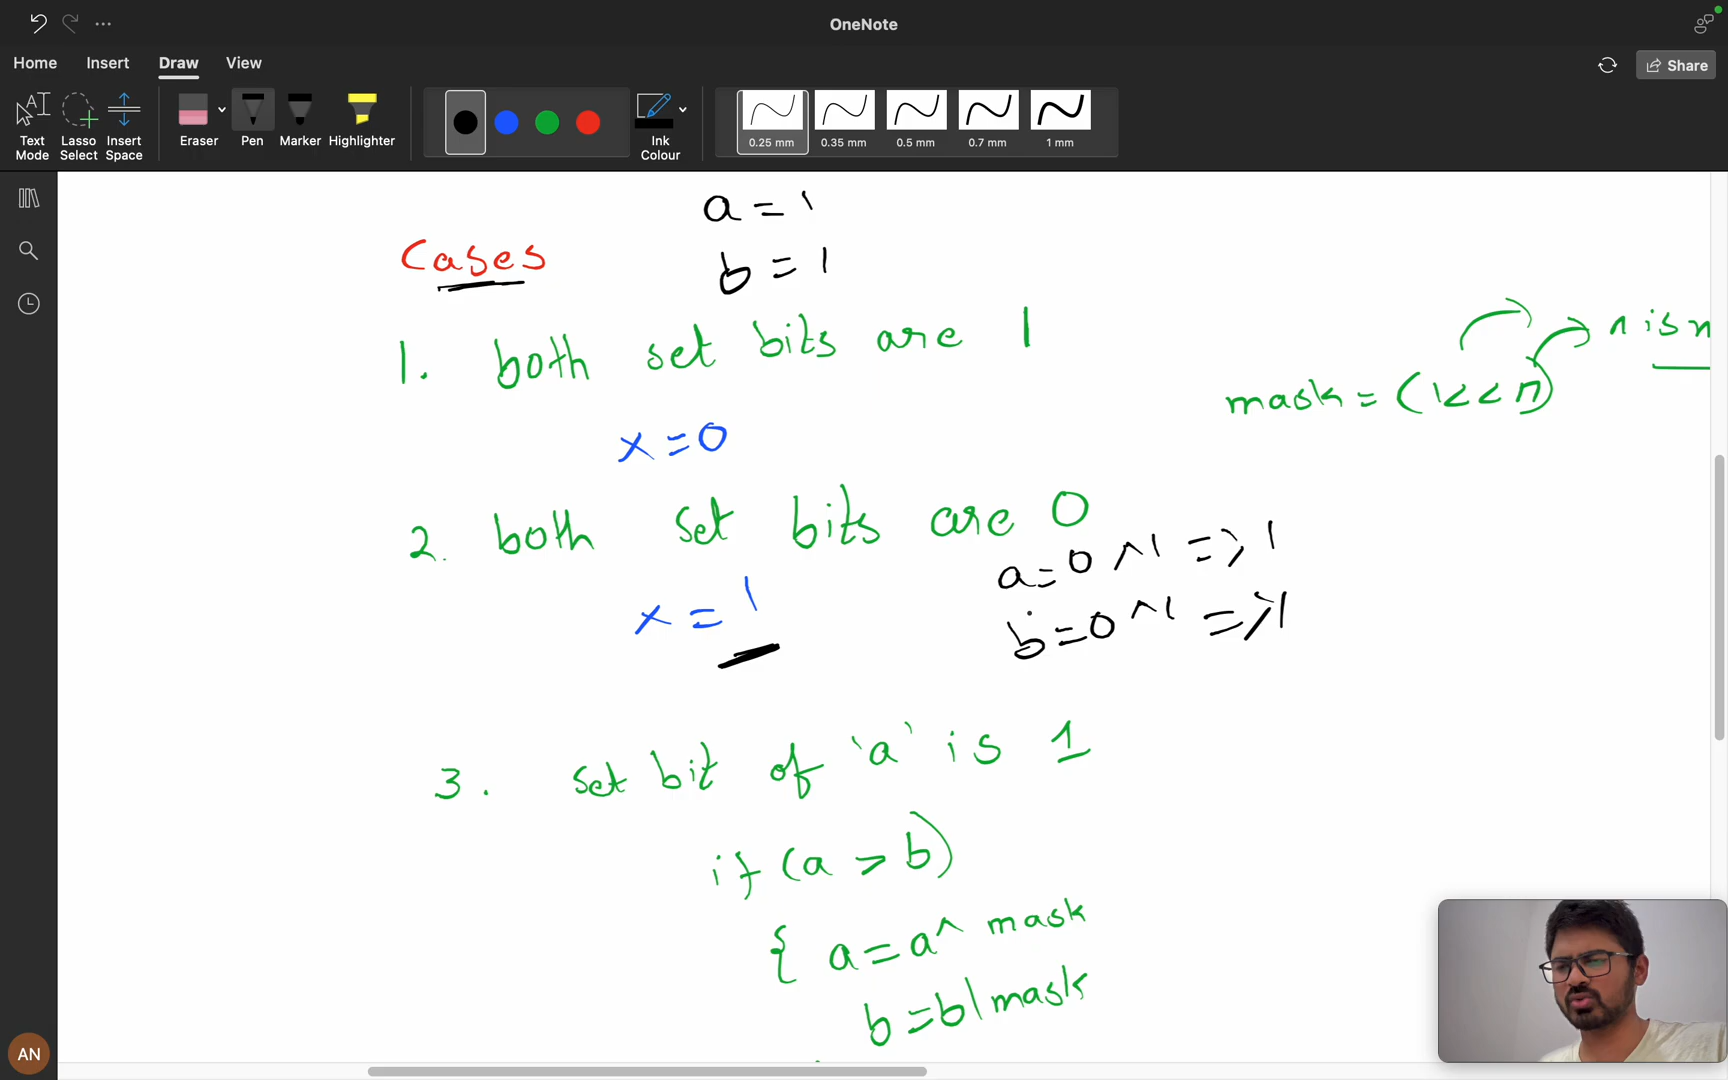 OneNote
Home Insert Draw View
Share
Text Mode
Lasso Select
Insert Space
Eraser
Pen
Marker
Highlighter
Ink Colour
0.25 mm
0.35 mm
0.5 mm
0.7 mm
1 mm
a = 1
Cases
b = 1
1. both set bits are 1
n is n
mask = (1<<n)
x = 0
2. both set bits are 0
a = 0 ^ 1 => 1
x = 1
b = 0 ^ 1 => 1
3. set bit of 'a' is 1
if (a > b)
{ a = a ^ mask
b = b | mask
AN